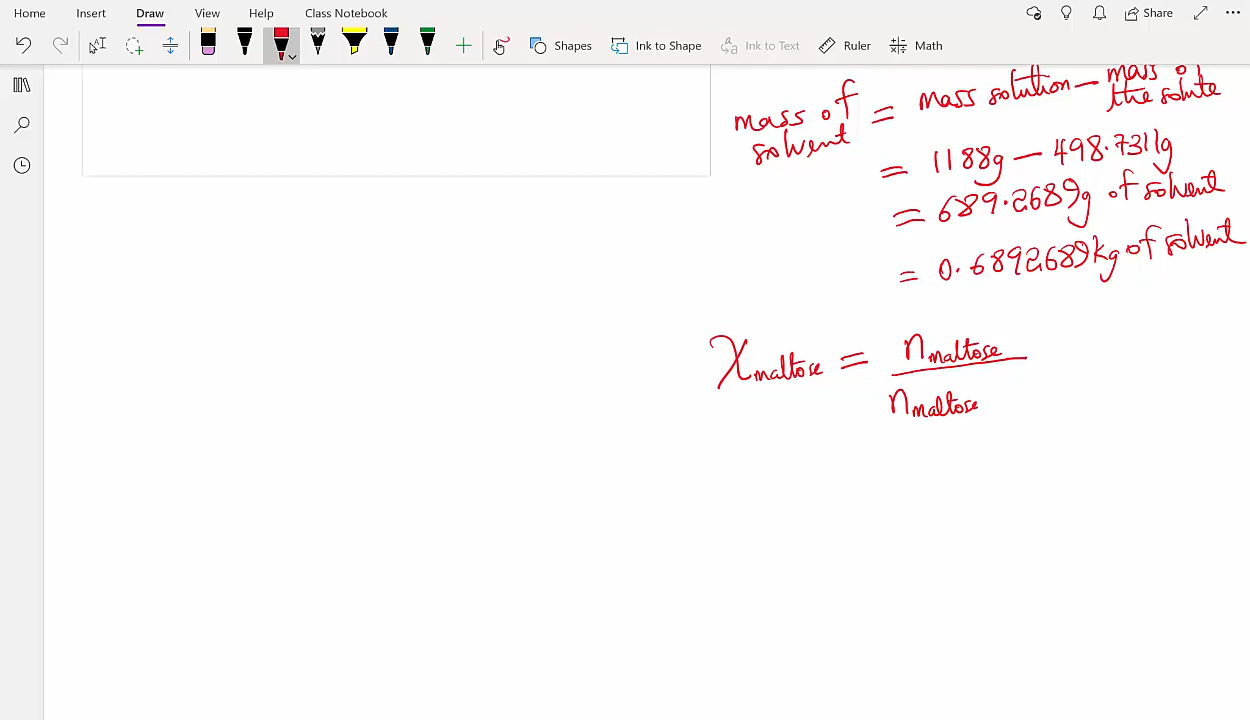 Home Insert Draw View Help Class Notebook Share
Shapes Ink to Shape Ink to Text Ruler Math
mass of solvent = mass solution − mass of the solute
= 1188g − 498.7311g
= 689.2689g of solvent
= 0.6892689kg of solvent
χmaltose = nmaltose
nmaltose